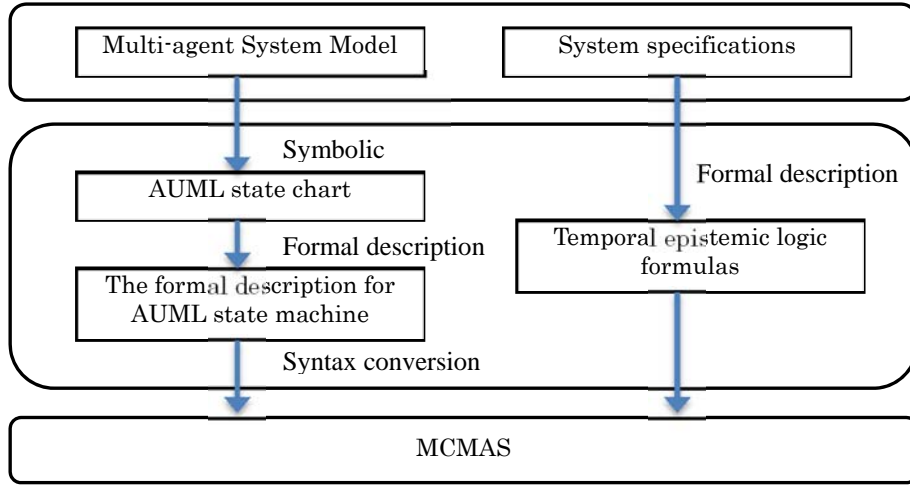 Multi-agent System Model
System specifications
Symbolic
AUML state chart
Formal description
Formal description
The formal description for
AUML state machine
Temporal epistemic logic
formulas
Syntax conversion
MCMAS